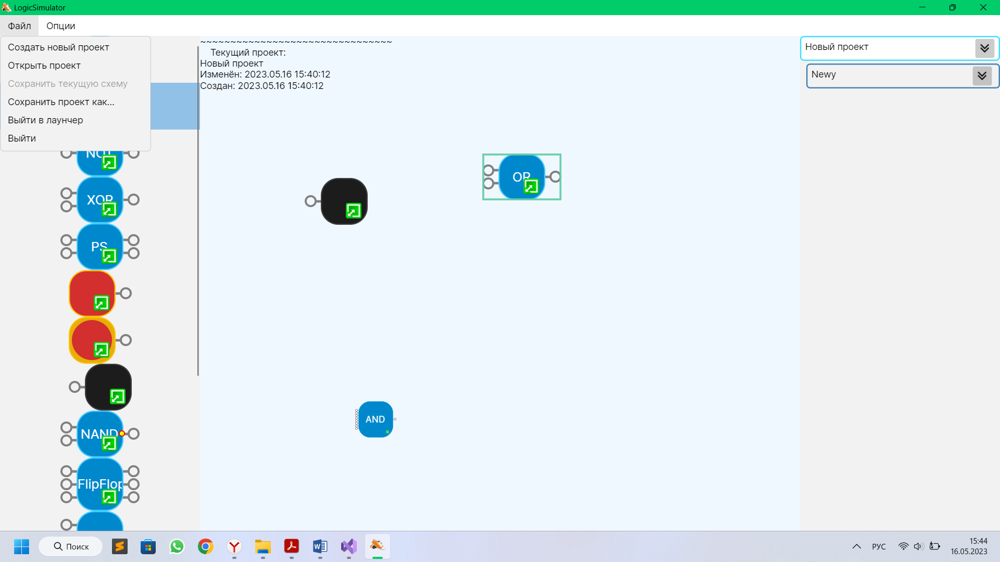 LogicSimulator
Файл
Опции
Создать новый проект
Открыть проект
Сохранить текущую схему
Сохранить проект как...
Выйти в лаунчер
Выйти
~~~~~~~~~~~~~~~~~~~~~~~~~~~~~~~~
Текущий проект:
Новый проект
Изменён: 2023.05.16 15:40:12
Создан: 2023.05.16 15:40:12
Новый проект
Newy
NOT
XOR
PS
NAND
FlipFlop
OR
AND
Поиск
РУС
15:44
16.05.2023